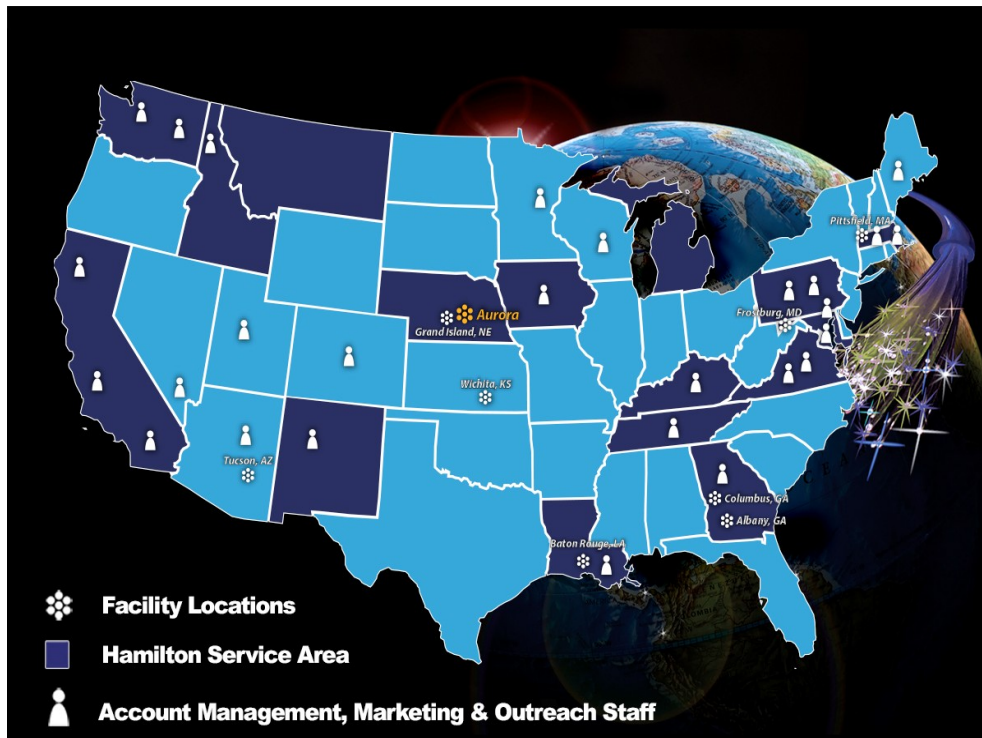 Pittsfield, MA
Frostburg, MD
Aurora
Grand Island, NE
Wichita, KS
Tucson, AZ
Columbus, GA
Albany, GA
Baton Rouge, LA
Facility Locations
Hamilton Service Area
Account Management, Marketing & Outreach Staff